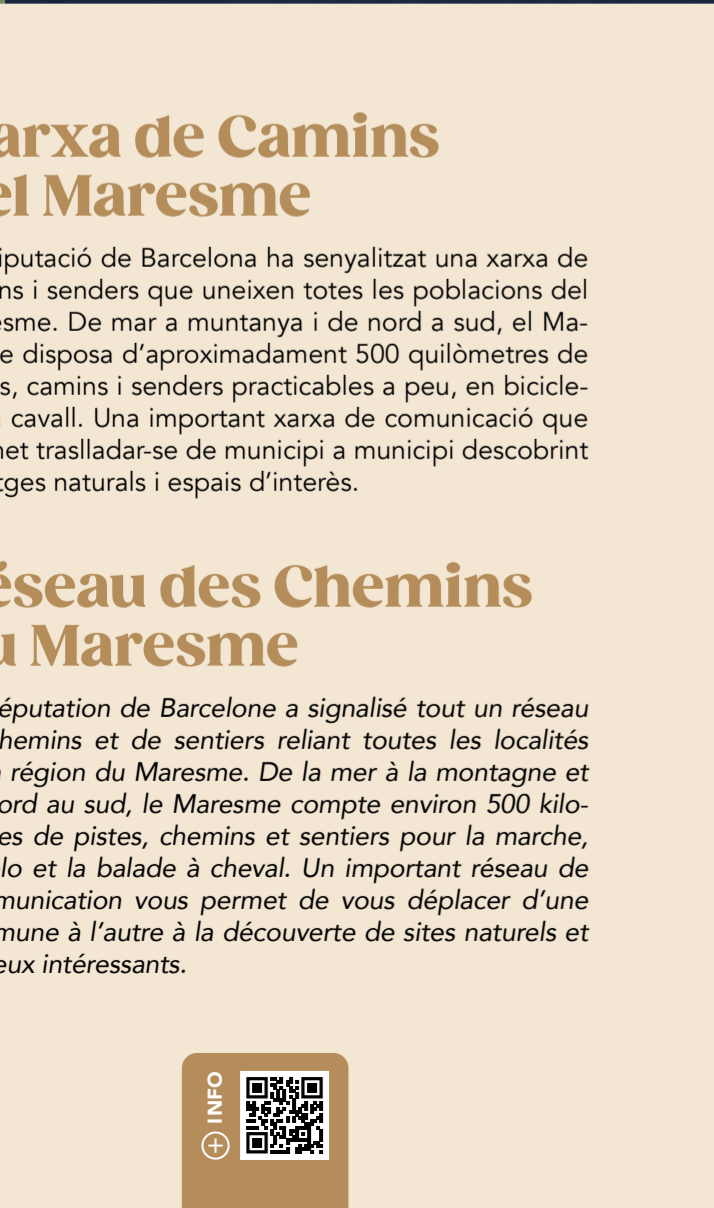 arxa de Camins
el Maresme
iputació de Barcelona ha senyalitzat una xarxa de
ns i senders que uneixen totes les poblacions del
esme. De mar a muntanya i de nord a sud, el Ma-
e disposa d’aproximadament 500 quilòmetres de
s, camins i senders practicables a peu, en bicicle-
cavall. Una important xarxa de comunicació que
net traslladar-se de municipi a municipi descobrint
tges naturals i espais d’interès.
éseau des Chemins
u Maresme
éputation de Barcelone a signalisé tout un réseau
hemins et de sentiers reliant toutes les localités
région du Maresme. De la mer à la montagne et
ord au sud, le Maresme compte environ 500 kilo-
es de pistes, chemins et sentiers pour la marche,
lo et la balade à cheval. Un important réseau de
munication vous permet de vous déplacer d’une
mune à l’autre à la découverte de sites naturels et
eux intéressants.
+ INFO